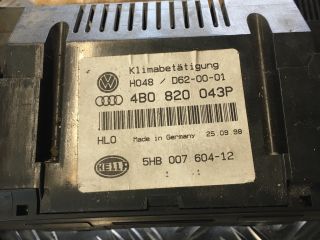 Klimabetätigung
H048 / D62-00-01
4B0 820 043P
HLO Made in Germany 25 09 98
HELLA
5HB 007 604-12